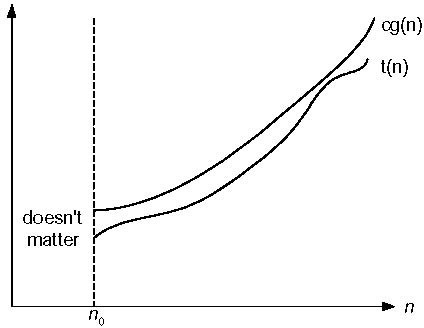 cg(n)
t(n)
doesn't
matter
n
n0